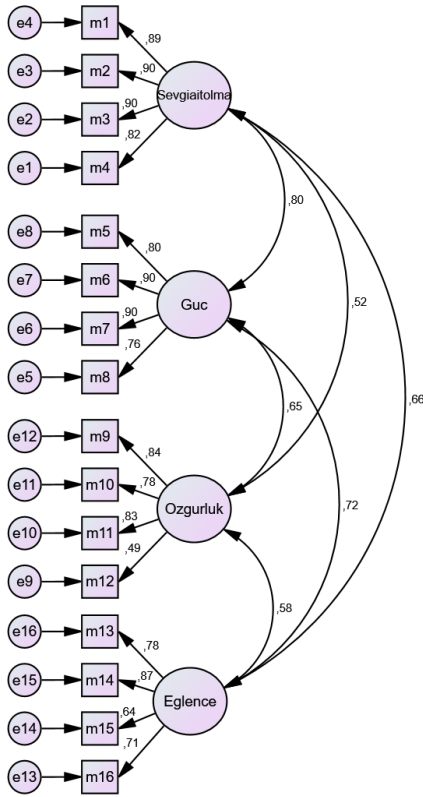 e4 m1 ,89
e3 m2 ,90
Sevgiaitolma
e2 m3 ,90
e1 m4 ,82
,80
e8 m5 ,80
e7 m6 ,90
Guc
,52
e6 m7 ,90
e5 m8 ,76
,66
,65
e12 m9 ,84
e11 m10 ,78
,72
Ozgurluk
e10 m11 ,83
e9 m12 ,49
,58
e16 m13 ,78
e15 m14 ,87
Eglence
e14 m15 ,64
e13 m16 ,71